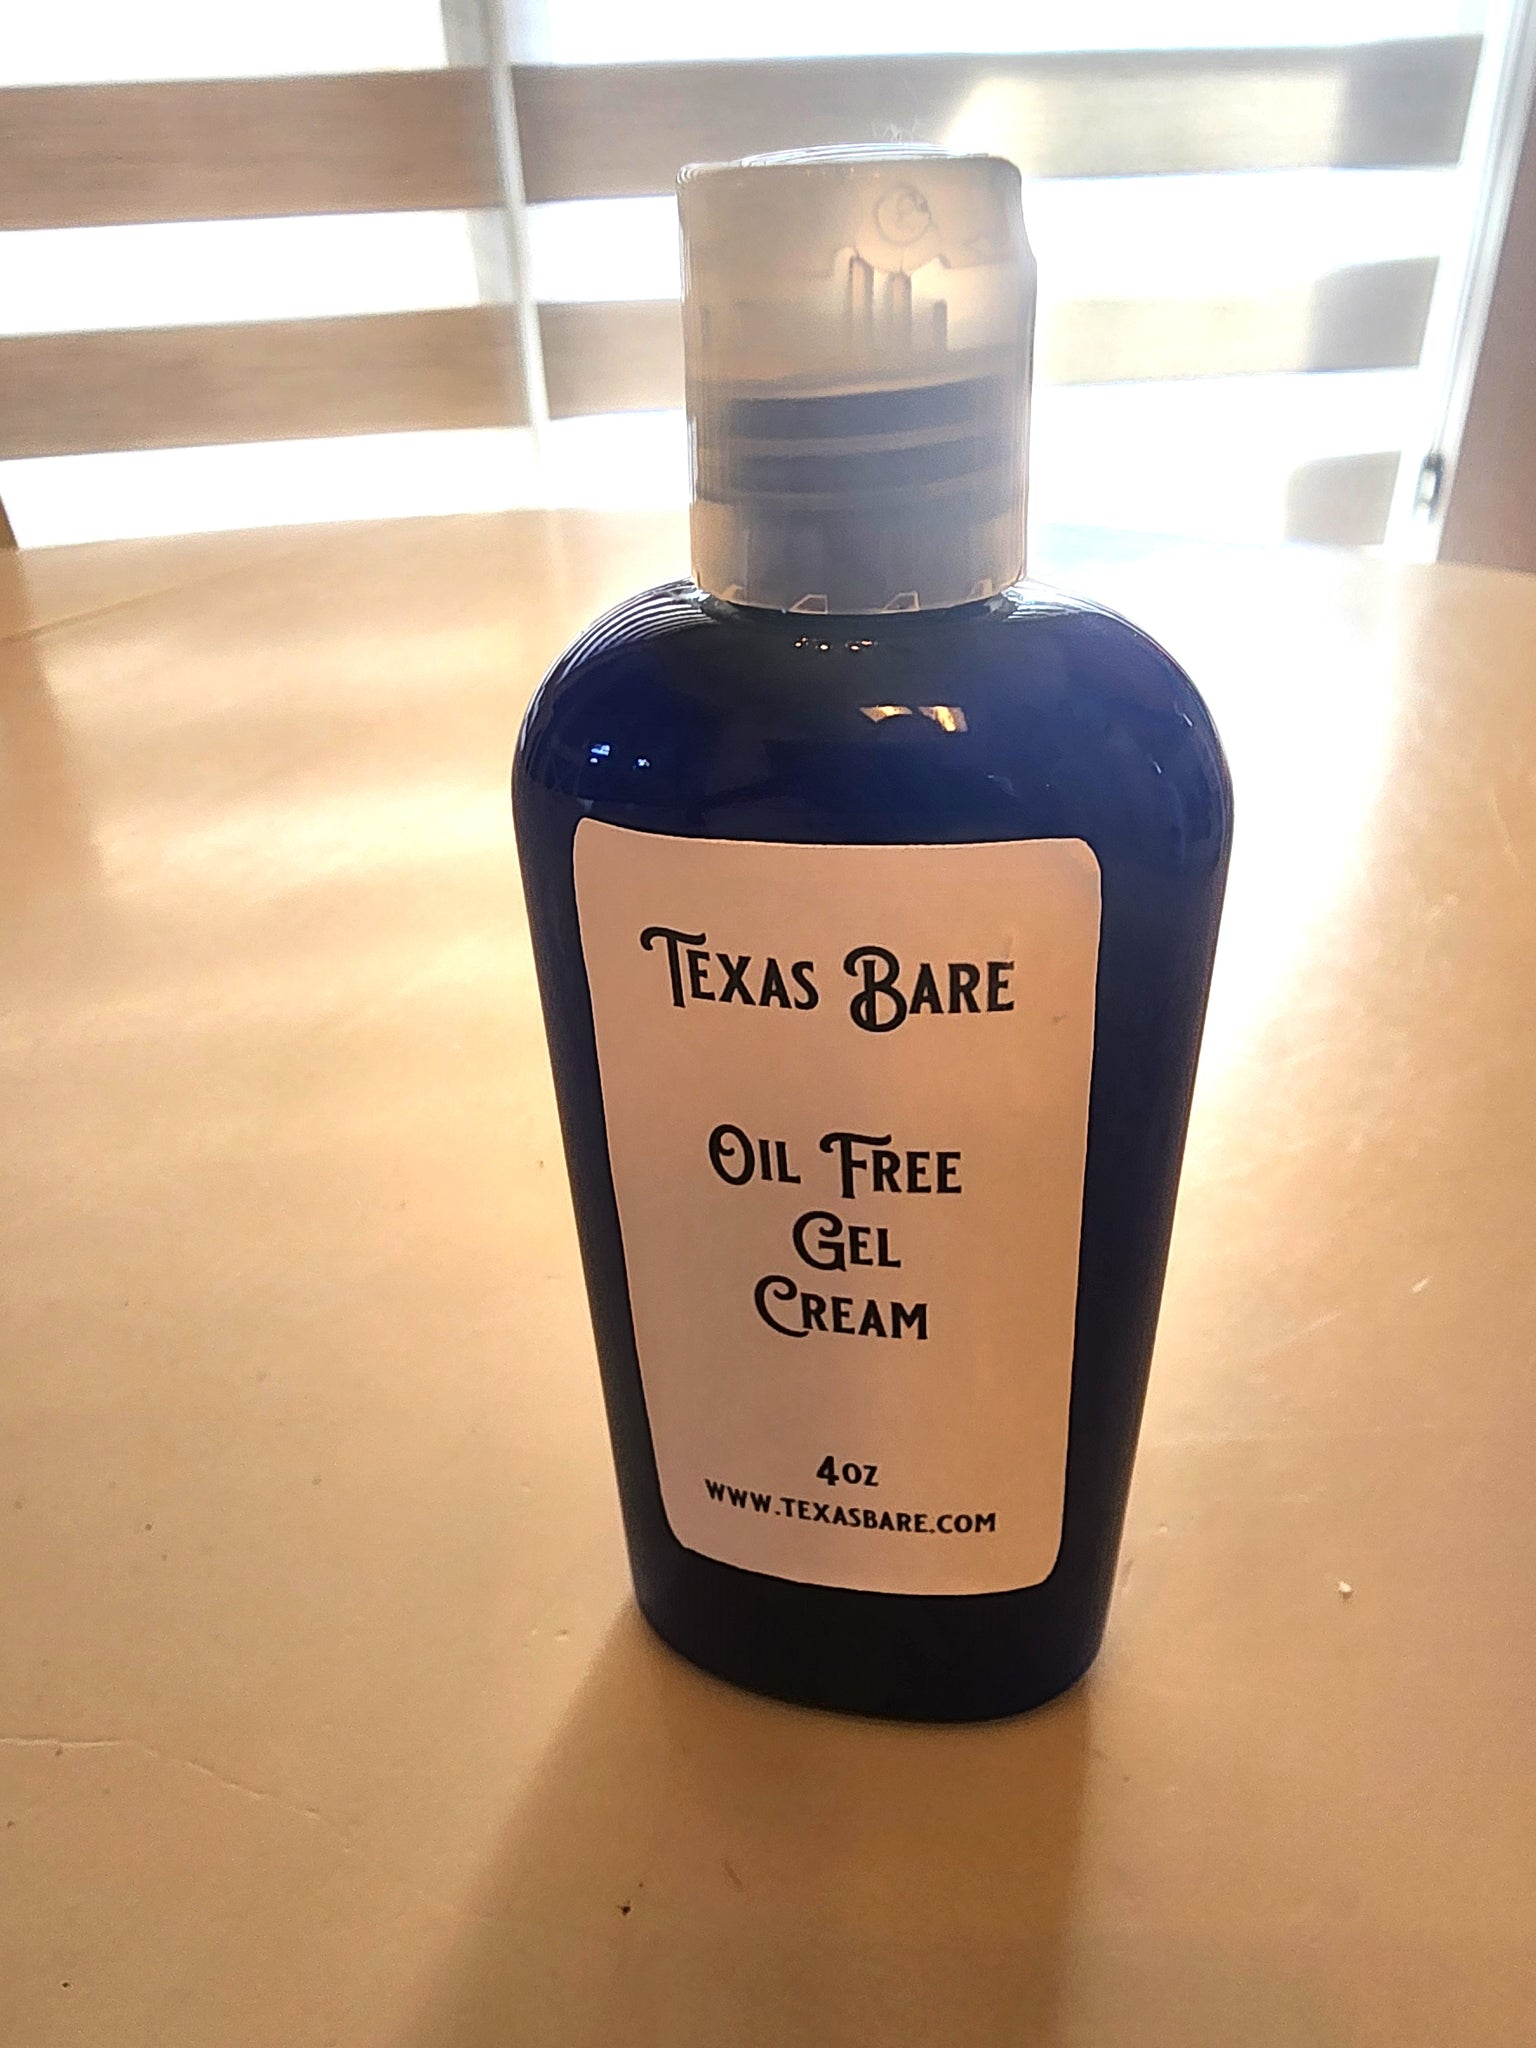 Texas Bare
Oil Free
Gel
Cream
4oz
www.texasbare.com